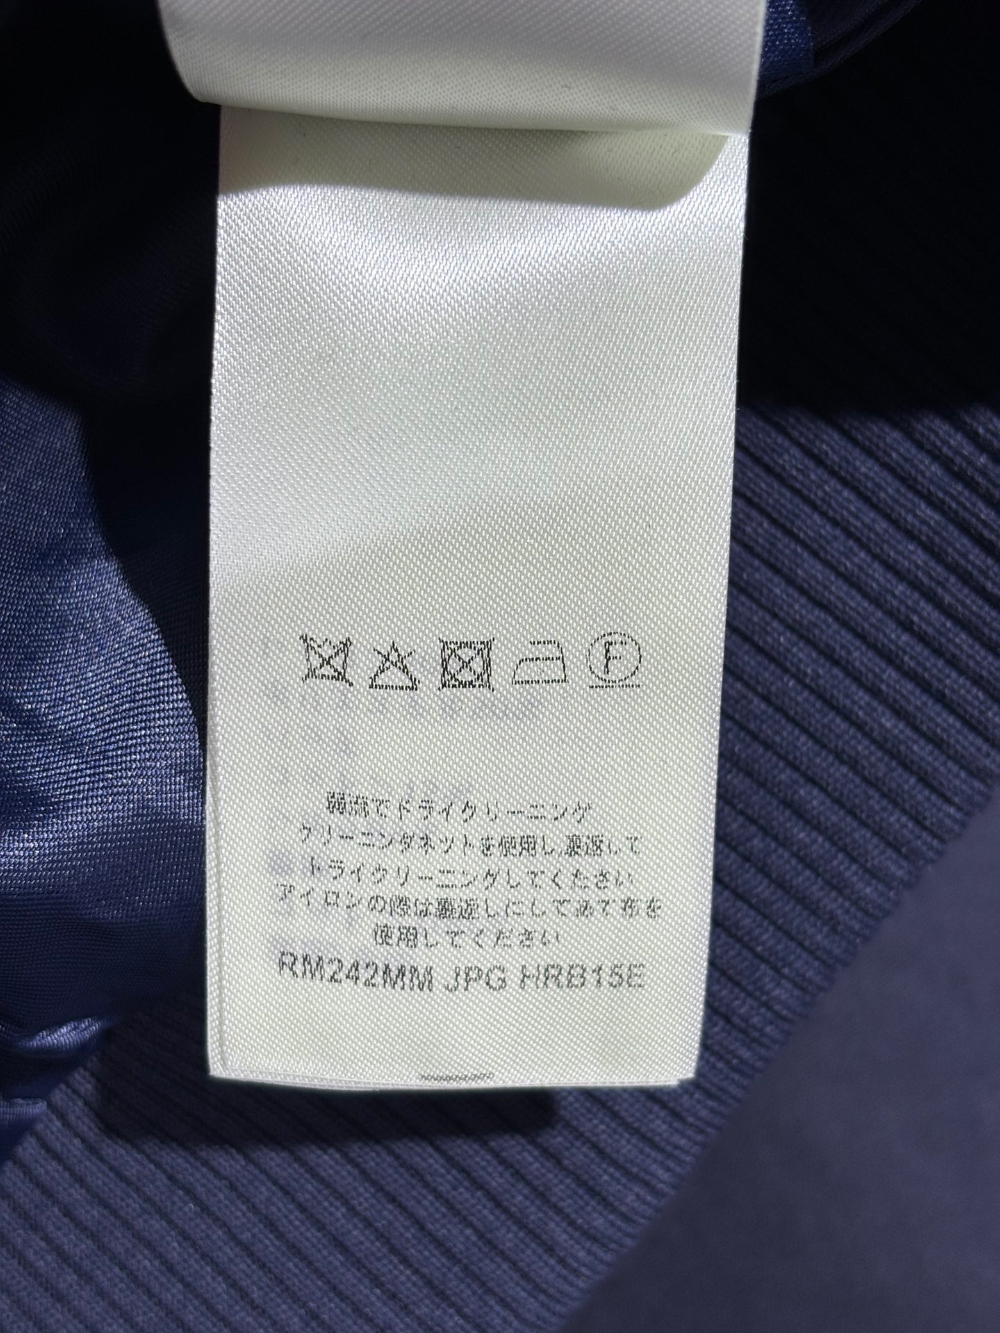 F
弱温でドライクリーニング
クリーニングネットを使用し裏返して
ドライクリーニングしてください
アイロンの際は裏返しにしてあて布を
使用してください
RM242MM JPG HRB15E